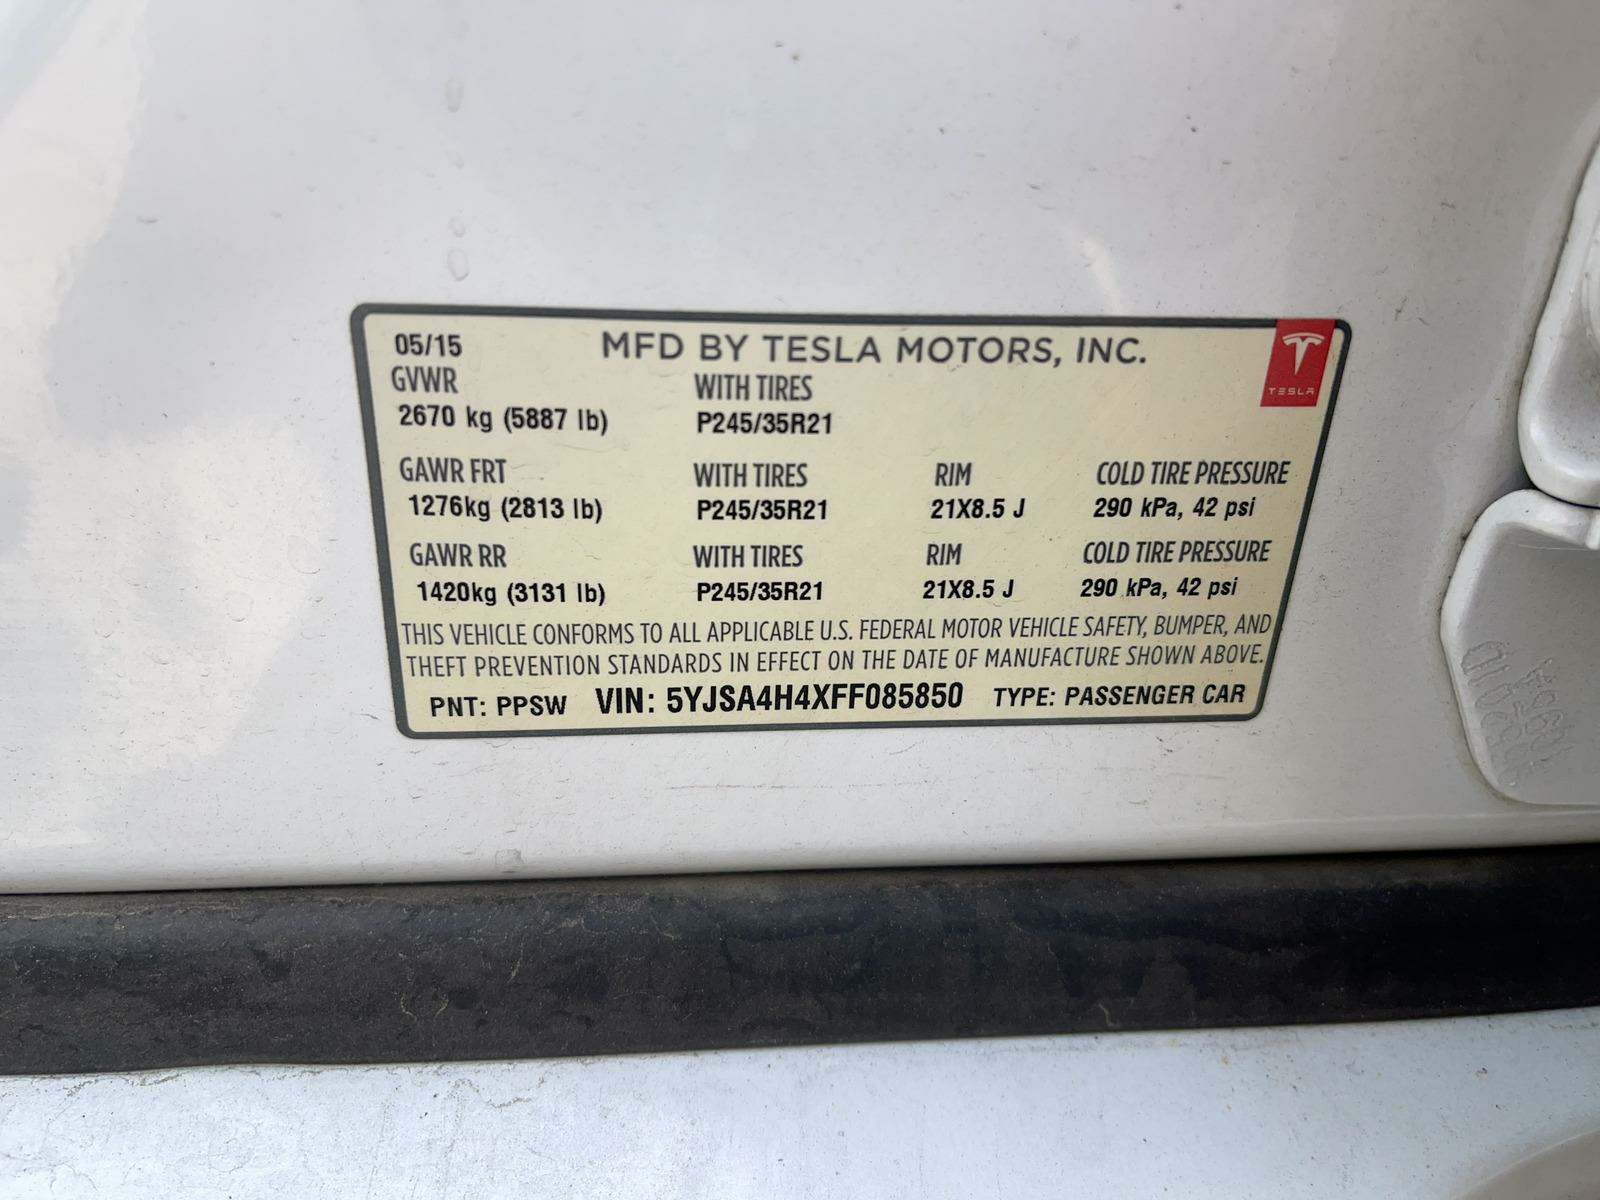 05/15 MFD BY TESLA MOTORS, INC.
TESLA
GVWR WITH TIRES
2670 kg (5887 lb) P245/35R21
GAWR FRT WITH TIRES RIM COLD TIRE PRESSURE
1276kg (2813 lb) P245/35R21 21X8.5 J 290 kPa, 42 psi
GAWR RR WITH TIRES RIM COLD TIRE PRESSURE
1420kg (3131 lb) P245/35R21 21X8.5 J 290 kPa, 42 psi
THIS VEHICLE CONFORMS TO ALL APPLICABLE U.S. FEDERAL MOTOR VEHICLE SAFETY, BUMPER, AND
THEFT PREVENTION STANDARDS IN EFFECT ON THE DATE OF MANUFACTURE SHOWN ABOVE.
PNT: PPSW VIN: 5YJSA4H4XFF085850 TYPE: PASSENGER CAR